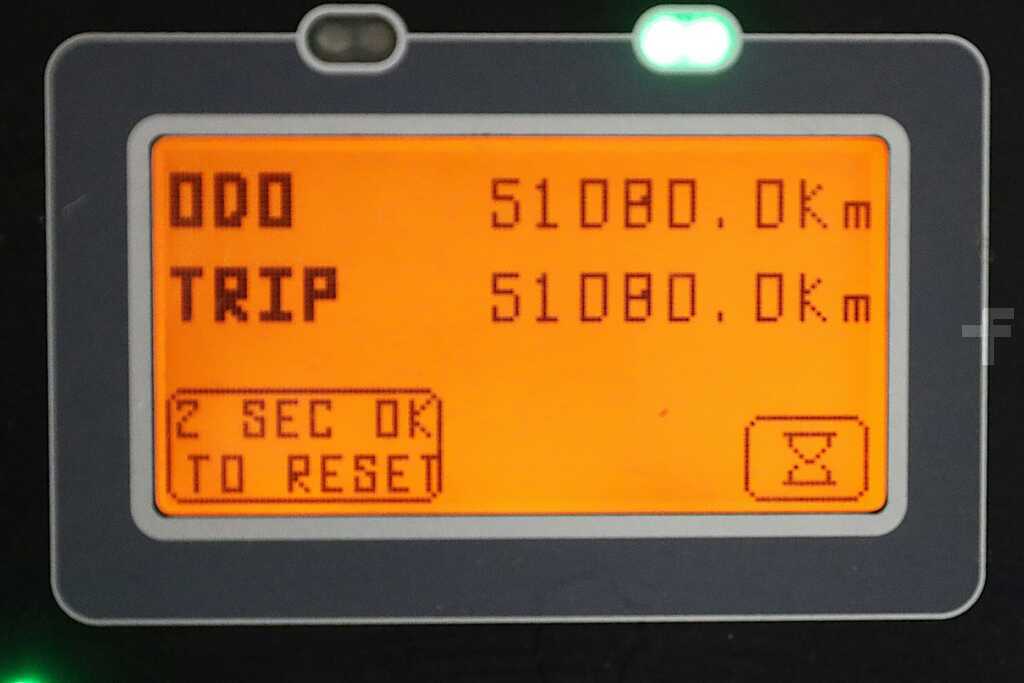 ODO 51080.0Km
TRIP 51080.0Km
2 SEC OK
TO RESET
F